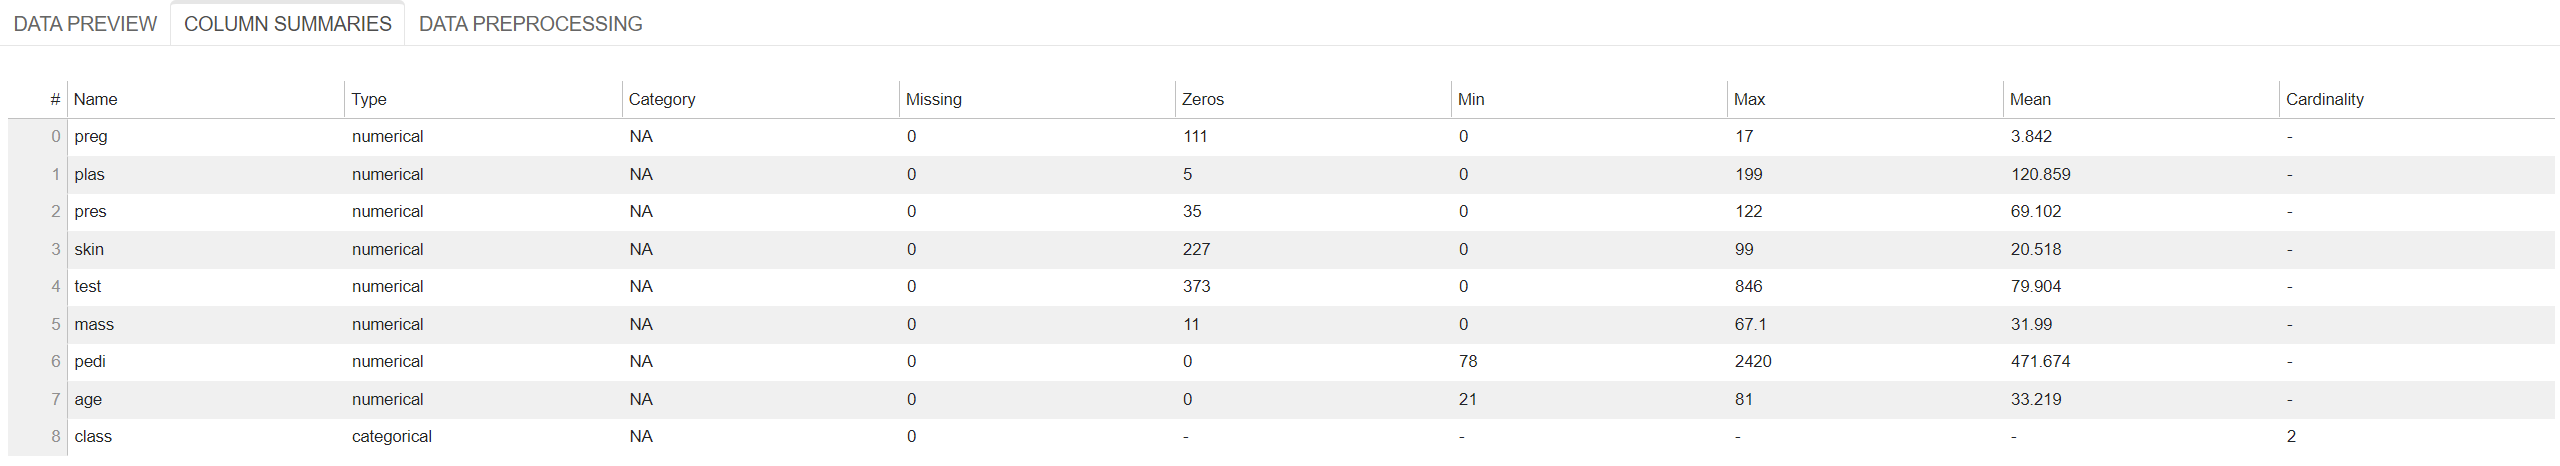 DATA PREVIEW COLUMN SUMMARIES DATA PREPROCESSING
# Name Type Category Missing Zeros Min Max Mean Cardinality
0 preg numerical NA 0 111 0 17 3.842 -
1 plas numerical NA 0 5 0 199 120.859 -
2 pres numerical NA 0 35 0 122 69.102 -
3 skin numerical NA 0 227 0 99 20.518 -
4 test numerical NA 0 373 0 846 79.904 -
5 mass numerical NA 0 11 0 67.1 31.99 -
6 pedi numerical NA 0 0 78 2420 471.674 -
7 age numerical NA 0 0 21 81 33.219 -
8 class categorical NA 0 - - - - 2